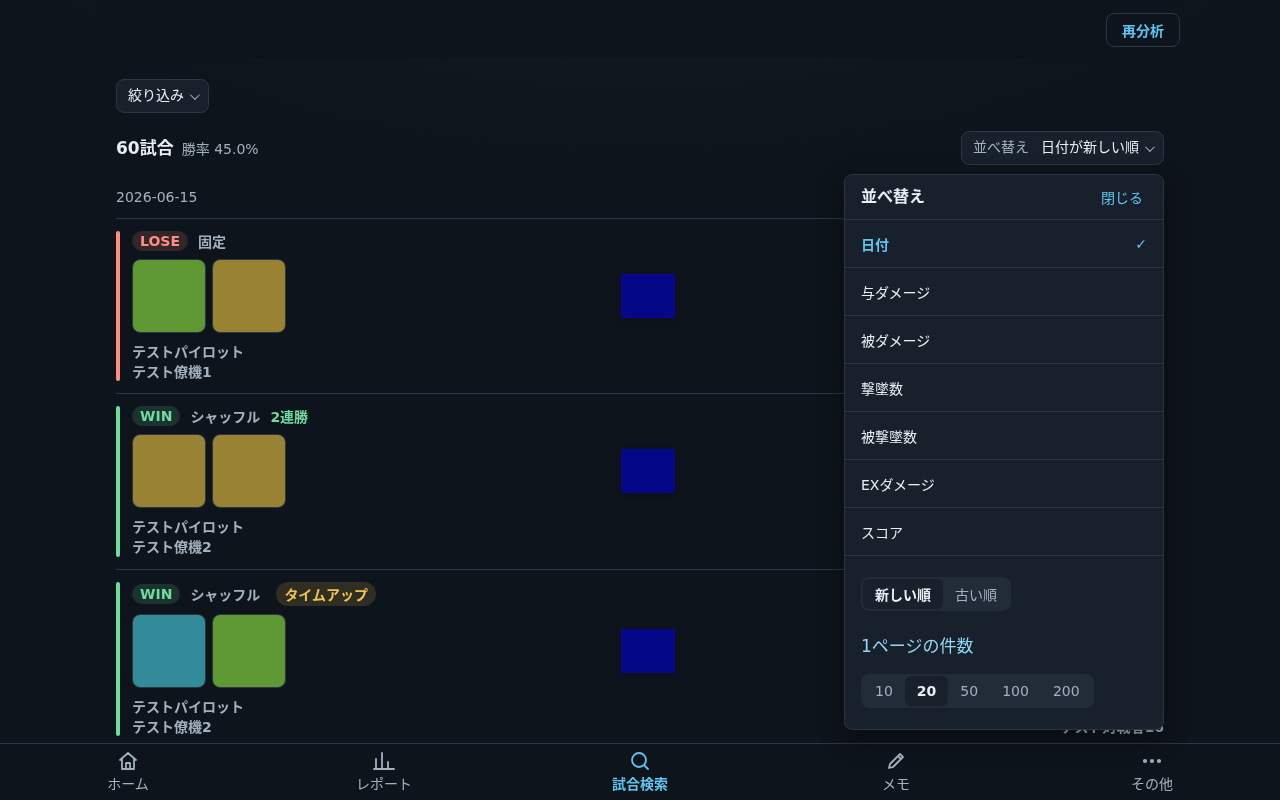 再分析
絞り込み
60試合 勝率 45.0%
並べ替え 日付が新しい順
2026-06-15
LOSE 固定
テストパイロット
テスト僚機1
WIN シャッフル 2連勝
テストパイロット
テスト僚機2
WIN シャッフル タイムアップ
テストパイロット
テスト僚機2
並べ替え 閉じる
日付 ✓
与ダメージ
被ダメージ
撃墜数
被撃墜数
EXダメージ
スコア
新しい順 古い順
1ページの件数
10 20 50 100 200
ホーム レポート 試合検索 メモ その他